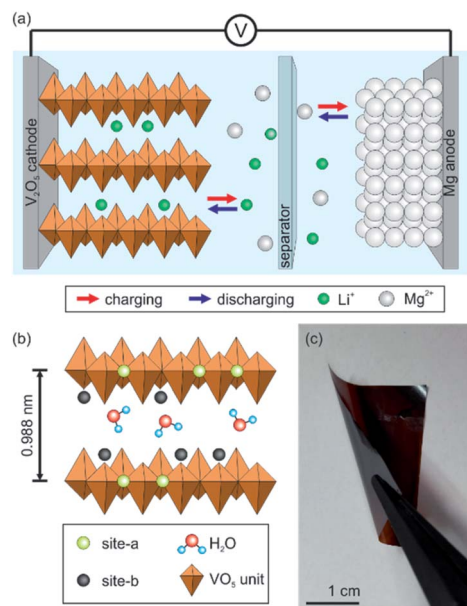 (a)
V
V₂O₅ cathode
separator
Mg anode
charging
discharging
Li⁺
Mg²⁺
(b)
(c)
0.988 nm
site-a
H₂O
site-b
VO₅ unit
1 cm